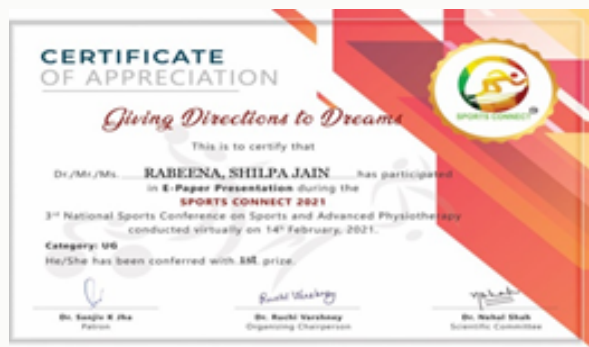 CERTIFICATE
OF APPRECIATION
Giving Directions to Dreams
SPORTS CONNECT
This is to certify that
Dr./Mr./Ms. RABEENA, SHILPA JAIN has participated
in E-Paper Presentation during the
SPORTS CONNECT 2021
3rd National Sports Conference on Sports and Advanced Physiotherapy
conducted virtually on 14th February, 2021.
Category: UG
He/She has been conferred with Ist prize.
Ruchi Varshney
Dr. Sanjiv K Jha
Patron
Dr. Ruchi Varshney
Organizing Chairperson
Dr. Nehal Shah
Scientific Committee